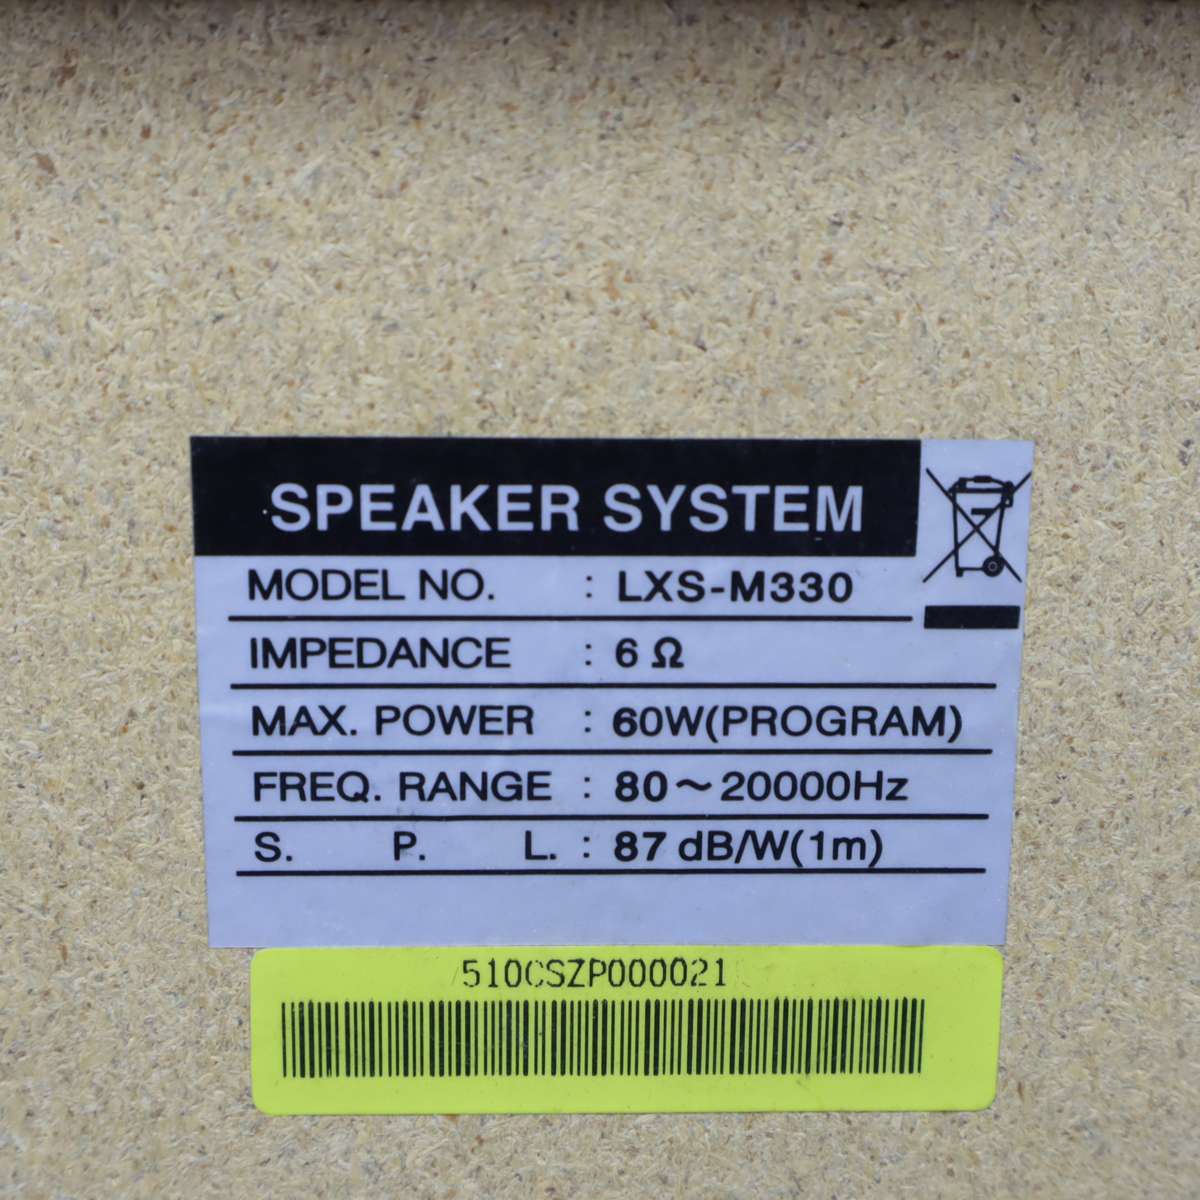 SPEAKER SYSTEM
MODEL NO. : LXS-M330
IMPEDANCE : 6 Ω
MAX. POWER : 60W(PROGRAM)
FREQ. RANGE : 80~20000Hz
S. P. L. : 87 dB/W(1m)
510CSZP000021